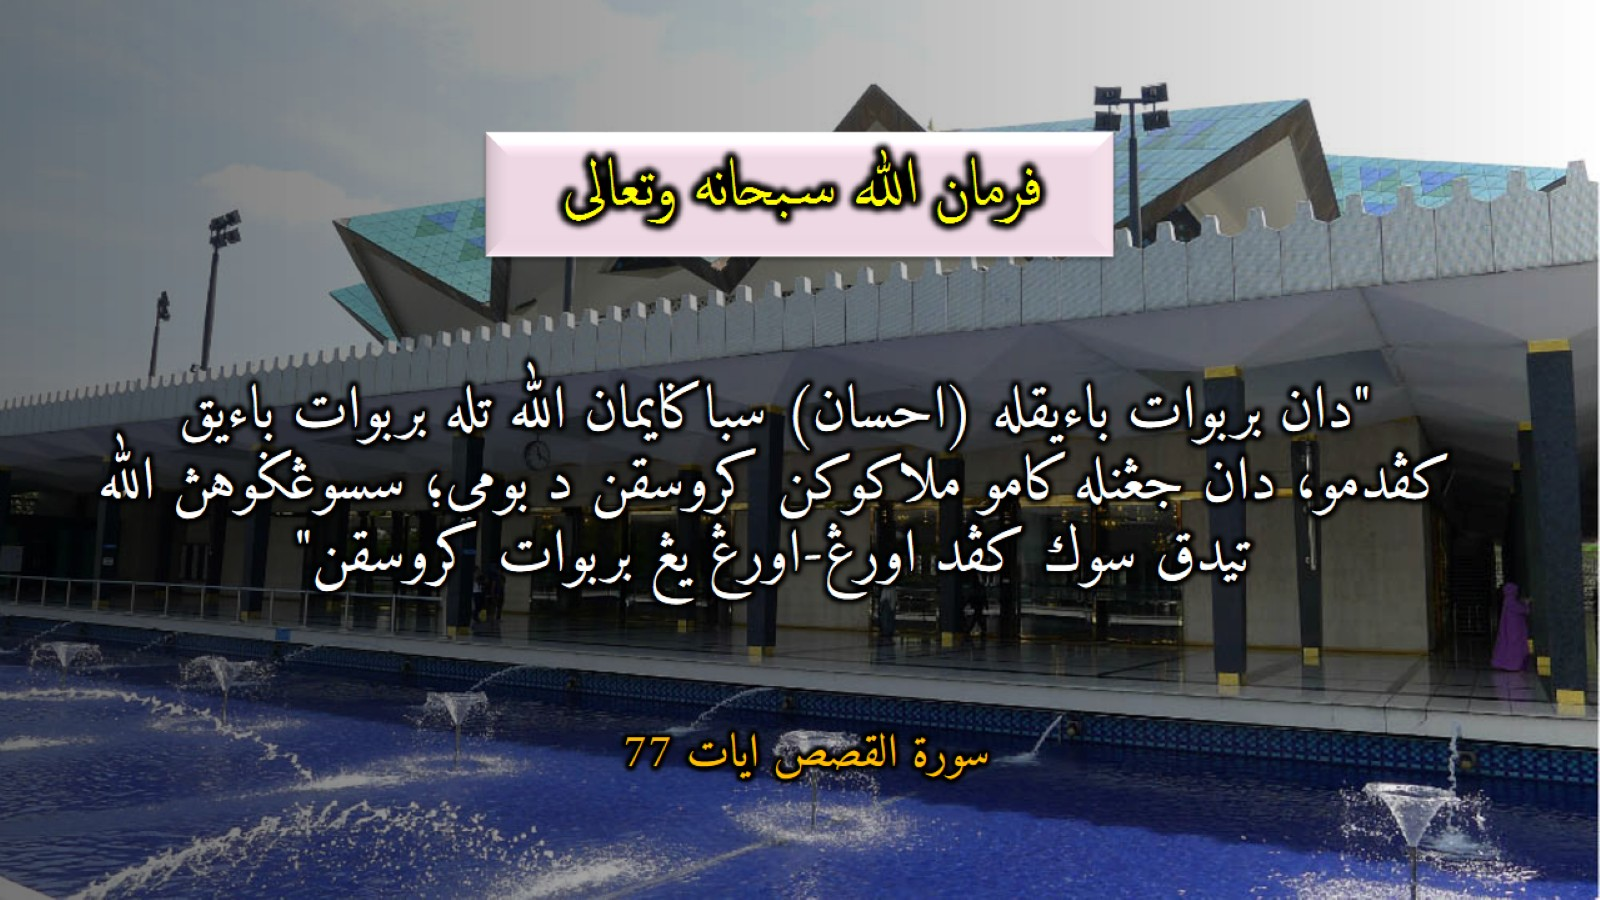 فرمان الله سبحانه وتعالى
"دان بربوات باءيقله (احسان) سباݢايمان الله تله بربوات باءيق
كڤدمو، دان جڠنله كامو ملاكوكن كروسقن د بومي؛ سسوڠݢوهڽ الله
تيدق سوك كڤد اورڠ-اورڠ يڠ بربوات كروسقن"
سورة القصص ايات 77